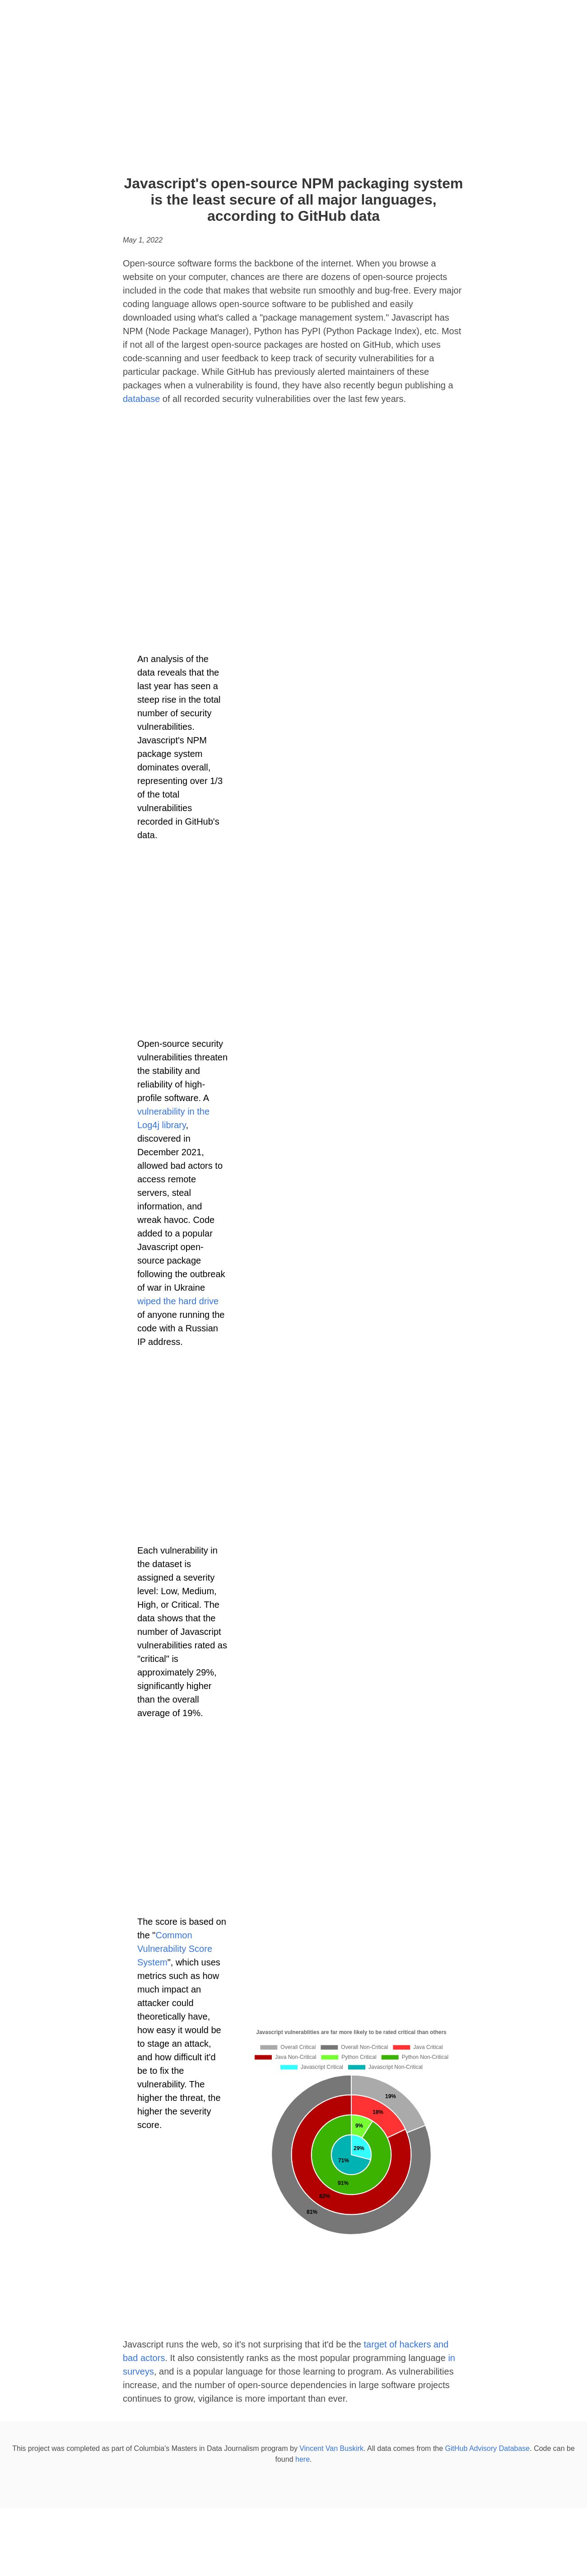 Javascript's open-source NPM packaging system
is the least secure of all major languages,
according to GitHub data
May 1, 2022
Open-source software forms the backbone of the internet. When you browse a
website on your computer, chances are there are dozens of open-source projects
included in the code that makes that website run smoothly and bug-free. Every major
coding language allows open-source software to be published and easily
downloaded using what's called a "package management system." Javascript has
NPM (Node Package Manager), Python has PyPI (Python Package Index), etc. Most
if not all of the largest open-source packages are hosted on GitHub, which uses
code-scanning and user feedback to keep track of security vulnerabilities for a
particular package. While GitHub has previously alerted maintainers of these
packages when a vulnerability is found, they have also recently begun publishing a
database of all recorded security vulnerabilities over the last few years.
An analysis of the
data reveals that the
last year has seen a
steep rise in the total
number of security
vulnerabilities.
Javascript's NPM
package system
dominates overall,
representing over 1/3
of the total
vulnerabilities
recorded in GitHub's
data.
Open-source security
vulnerabilities threaten
the stability and
reliability of high-
profile software. A
vulnerability in the
Log4j library,
discovered in
December 2021,
allowed bad actors to
access remote
servers, steal
information, and
wreak havoc. Code
added to a popular
Javascript open-
source package
following the outbreak
of war in Ukraine
wiped the hard drive
of anyone running the
code with a Russian
IP address.
Each vulnerability in
the dataset is
assigned a severity
level: Low, Medium,
High, or Critical. The
data shows that the
number of Javascript
vulnerabilities rated as
"critical" is
approximately 29%,
significantly higher
than the overall
average of 19%.
The score is based on
the "Common
Vulnerability Score
System", which uses
metrics such as how
much impact an
attacker could
theoretically have,
how easy it would be
to stage an attack,
and how difficult it'd
be to fix the
vulnerability. The
higher the threat, the
higher the severity
score.
Javascript vulnerablities are far more likely to be rated critical than others
Overall Critical Overall Non-Critical Java Critical
Java Non-Critical Python Critical Python Non-Critical
Javascript Critical Javascript Non-Critical
19%
18%
9%
29%
71%
91%
81%
Javascript runs the web, so it's not surprising that it'd be the target of hackers and
bad actors. It also consistently ranks as the most popular programming language in
surveys, and is a popular language for those learning to program. As vulnerabilities
increase, and the number of open-source dependencies in large software projects
continues to grow, vigilance is more important than ever.
This project was completed as part of Columbia's Masters in Data Journalism program by Vincent Van Buskirk. All data comes from the GitHub Advisory Database. Code can be
found here.